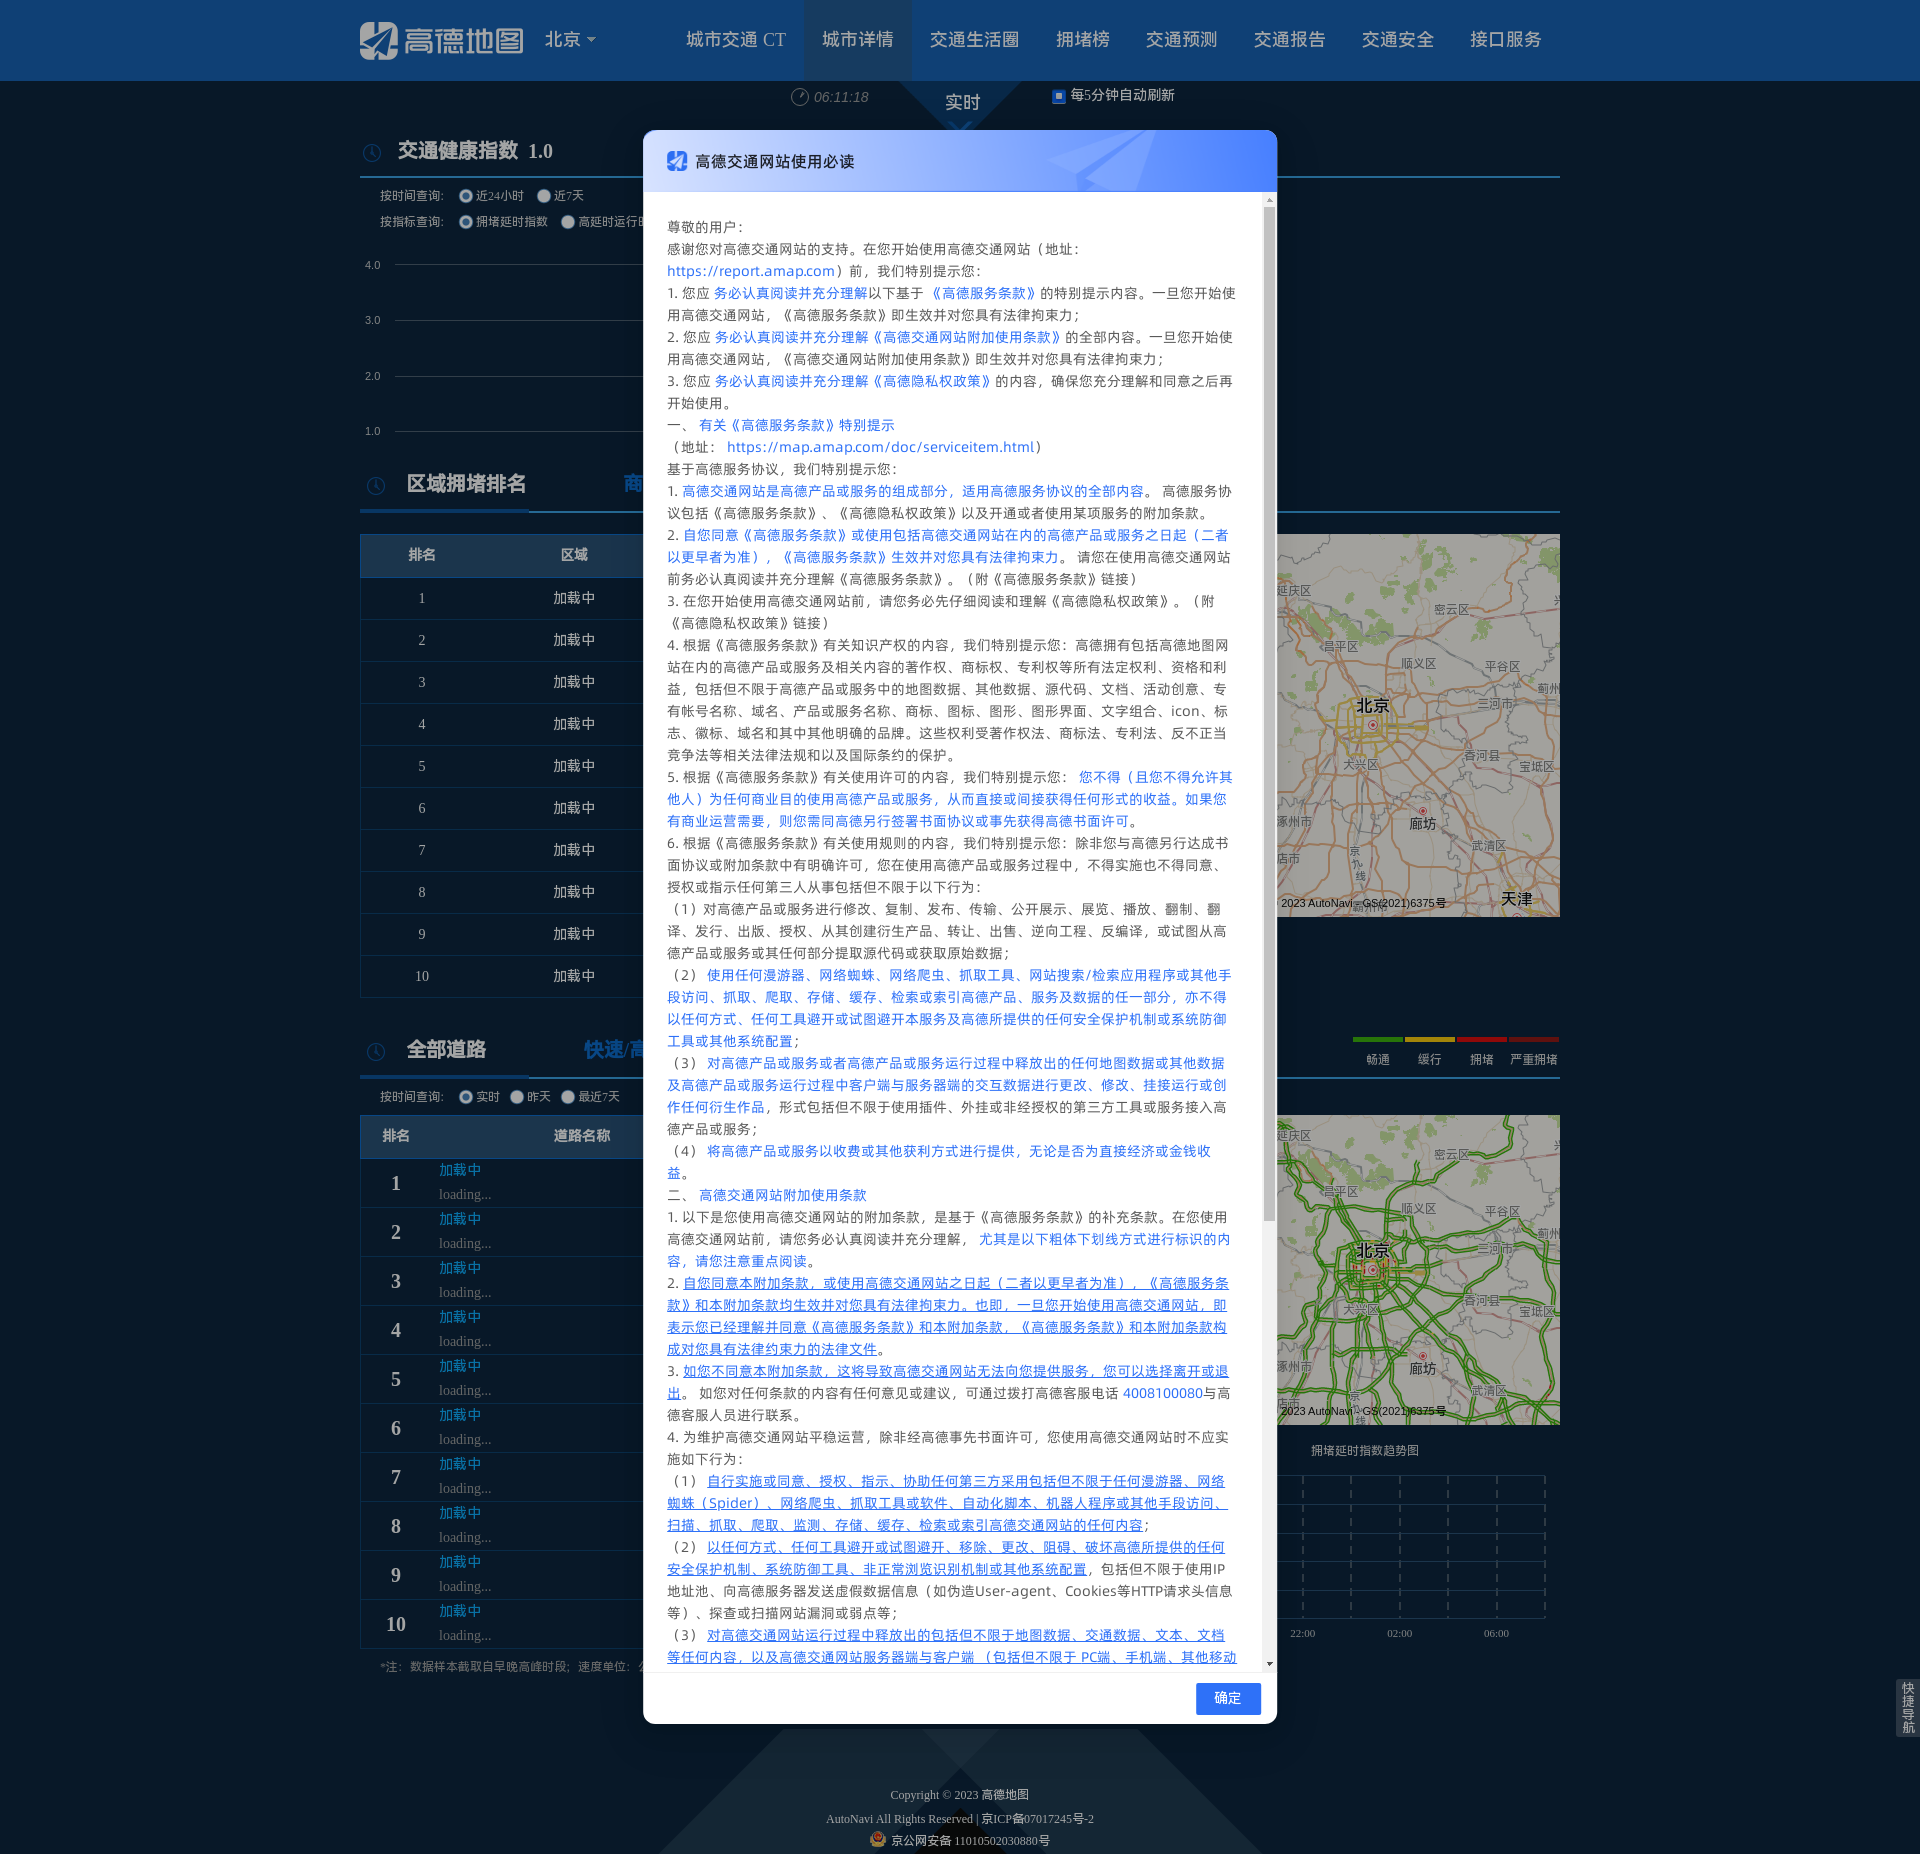 高德地图
北京
城市交通 CT
城市详情
交通生活圈
拥堵榜
交通预测
交通报告
交通安全
接口服务
06:11:18
实时
每5分钟自动刷新
交通健康指数 1.0
按时间查询: 近24小时 近7天
按指标查询: 拥堵延时指数 高延时运行时
4.0
3.0
2.0
1.0
区域拥堵排名
商
排名 区域
1 加载中
2 加载中
3 加载中
4 加载中
5 加载中
6 加载中
7 加载中
8 加载中
9 加载中
10 加载中
全部道路
快速/高
按时间查询: 实时 昨天 最近7天
排名 道路名称
1 加载中
loading...
2 加载中
loading...
3 加载中
loading...
4 加载中
loading...
5 加载中
loading...
6 加载中
loading...
7 加载中
loading...
8 加载中
loading...
9 加载中
loading...
10 加载中
loading...
*注：数据样本截取自早晚高峰时段；速度单位：公
高德交通网站使用必读
尊敬的用户：
感谢您对高德交通网站的支持。在您开始使用高德交通网站（地址：
https://report.amap.com）前，我们特别提示您：
1. 您应 务必认真阅读并充分理解以下基于 《高德服务条款》的特别提示内容。一旦您开始使
用高德交通网站，《高德服务条款》即生效并对您具有法律拘束力；
2. 您应 务必认真阅读并充分理解《高德交通网站附加使用条款》的全部内容。一旦您开始使
用高德交通网站，《高德交通网站附加使用条款》即生效并对您具有法律拘束力；
3. 您应 务必认真阅读并充分理解《高德隐私权政策》的内容，确保您充分理解和同意之后再
开始使用。
一、 有关《高德服务条款》特别提示
（地址： https://map.amap.com/doc/serviceitem.html）
基于高德服务协议，我们特别提示您：
1. 高德交通网站是高德产品或服务的组成部分，适用高德服务协议的全部内容。 高德服务协
议包括《高德服务条款》、《高德隐私权政策》以及开通或者使用某项服务的附加条款。
2. 自您同意《高德服务条款》或使用包括高德交通网站在内的高德产品或服务之日起（二者
以更早者为准），《高德服务条款》生效并对您具有法律拘束力。 请您在使用高德交通网站
前务必认真阅读并充分理解《高德服务条款》。（附《高德服务条款》链接）
3. 在您开始使用高德交通网站前，请您务必先仔细阅读和理解《高德隐私权政策》。（附
《高德隐私权政策》链接）
4. 根据《高德服务条款》有关知识产权的内容，我们特别提示您：高德拥有包括高德地图网
站在内的高德产品或服务及相关内容的著作权、商标权、专利权等所有法定权利、资格和利
益，包括但不限于高德产品或服务中的地图数据、其他数据、源代码、文档、活动创意、专
有帐号名称、域名、产品或服务名称、商标、图标、图形、图形界面、文字组合、icon、标
志、徽标、域名和其中其他明确的品牌。这些权利受著作权法、商标法、专利法、反不正当
竞争法等相关法律法规和以及国际条约的保护。
5. 根据《高德服务条款》有关使用许可的内容，我们特别提示您： 您不得（且您不得允许其
他人）为任何商业目的使用高德产品或服务，从而直接或间接获得任何形式的收益。如果您
有商业运营需要，则您需同高德另行签署书面协议或事先获得高德书面许可。
6. 根据《高德服务条款》有关使用规则的内容，我们特别提示您：除非您与高德另行达成书
面协议或附加条款中有明确许可，您在使用高德产品或服务过程中，不得实施也不得同意、
授权或指示任何第三人从事包括但不限于以下行为：
（1）对高德产品或服务进行修改、复制、发布、传输、公开展示、展览、播放、翻制、翻
译、发行、出版、授权、从其创建衍生产品、转让、出售、逆向工程、反编译，或试图从高
德产品或服务或其任何部分提取源代码或获取原始数据；
（2） 使用任何漫游器、网络蜘蛛、网络爬虫、抓取工具、网站搜索/检索应用程序或其他手
段访问、抓取、爬取、存储、缓存、检索或索引高德产品、服务及数据的任一部分，亦不得
以任何方式、任何工具避开或试图避开本服务及高德所提供的任何安全保护机制或系统防御
工具或其他系统配置；
（3） 对高德产品或服务或者高德产品或服务运行过程中释放出的任何地图数据或其他数据
及高德产品或服务运行过程中客户端与服务器端的交互数据进行更改、修改、挂接运行或创
作任何衍生作品，形式包括但不限于使用插件、外挂或非经授权的第三方工具或服务接入高
德产品或服务；
（4） 将高德产品或服务以收费或其他获利方式进行提供，无论是否为直接经济或金钱收
益。
二、 高德交通网站附加使用条款
1. 以下是您使用高德交通网站的附加条款，是基于《高德服务条款》的补充条款。在您使用
高德交通网站前，请您务必认真阅读并充分理解， 尤其是以下粗体下划线方式进行标识的内
容，请您注意重点阅读。
2. 自您同意本附加条款，或使用高德交通网站之日起（二者以更早者为准），《高德服务条
款》和本附加条款均生效并对您具有法律拘束力。也即，一旦您开始使用高德交通网站，即
表示您已经理解并同意《高德服务条款》和本附加条款，《高德服务条款》和本附加条款构
成对您具有法律约束力的法律文件。
3. 如您不同意本附加条款，这将导致高德交通网站无法向您提供服务，您可以选择离开或退
出。 如您对任何条款的内容有任何意见或建议，可通过拨打高德客服电话 4008100080与高
德客服人员进行联系。
4. 为维护高德交通网站平稳运营，除非经高德事先书面许可，您使用高德交通网站时不应实
施如下行为：
（1） 自行实施或同意、授权、指示、协助任何第三方采用包括但不限于任何漫游器、网络
蜘蛛（Spider）、网络爬虫、抓取工具或软件、自动化脚本、机器人程序或其他手段访问、
扫描、抓取、爬取、监测、存储、缓存、检索或索引高德交通网站的任何内容；
（2） 以任何方式、任何工具避开或试图避开、移除、更改、阻碍、破坏高德所提供的任何
安全保护机制、系统防御工具、非正常浏览识别机制或其他系统配置，包括但不限于使用IP
地址池、向高德服务器发送虚假数据信息（如伪造User-agent、Cookies等HTTP请求头信息
等）、探查或扫描网站漏洞或弱点等；
（3） 对高德交通网站运行过程中释放出的包括但不限于地图数据、交通数据、文本、文档
等任何内容，以及高德交通网站服务器端与客户端 （包括但不限于 PC端、手机端、其他移动
确定
延庆区
密云区
昌平区
顺义区
平谷区
蓟州
三河市
北京
香河县
大兴区
宝坻区
涿州市
廊坊
武清区
店市
京九线
天津
霸州市
2023 AutoNavi - GS(2021)6375号
畅通 缓行 拥堵 严重拥堵
延庆区
密云区
昌平区
顺义区
平谷区
蓟州
三河市
北京
香河县
大兴区
宝坻区
涿州市
廊坊
武清区
店市
京
线
2023 AutoNavi - GS(2021)6375号
拥堵延时指数趋势图
22:00 02:00 06:00
快捷导航
Copyright © 2023 高德地图
AutoNavi All Rights Reserved | 京ICP备07017245号-2
京公网安备 11010502030880号